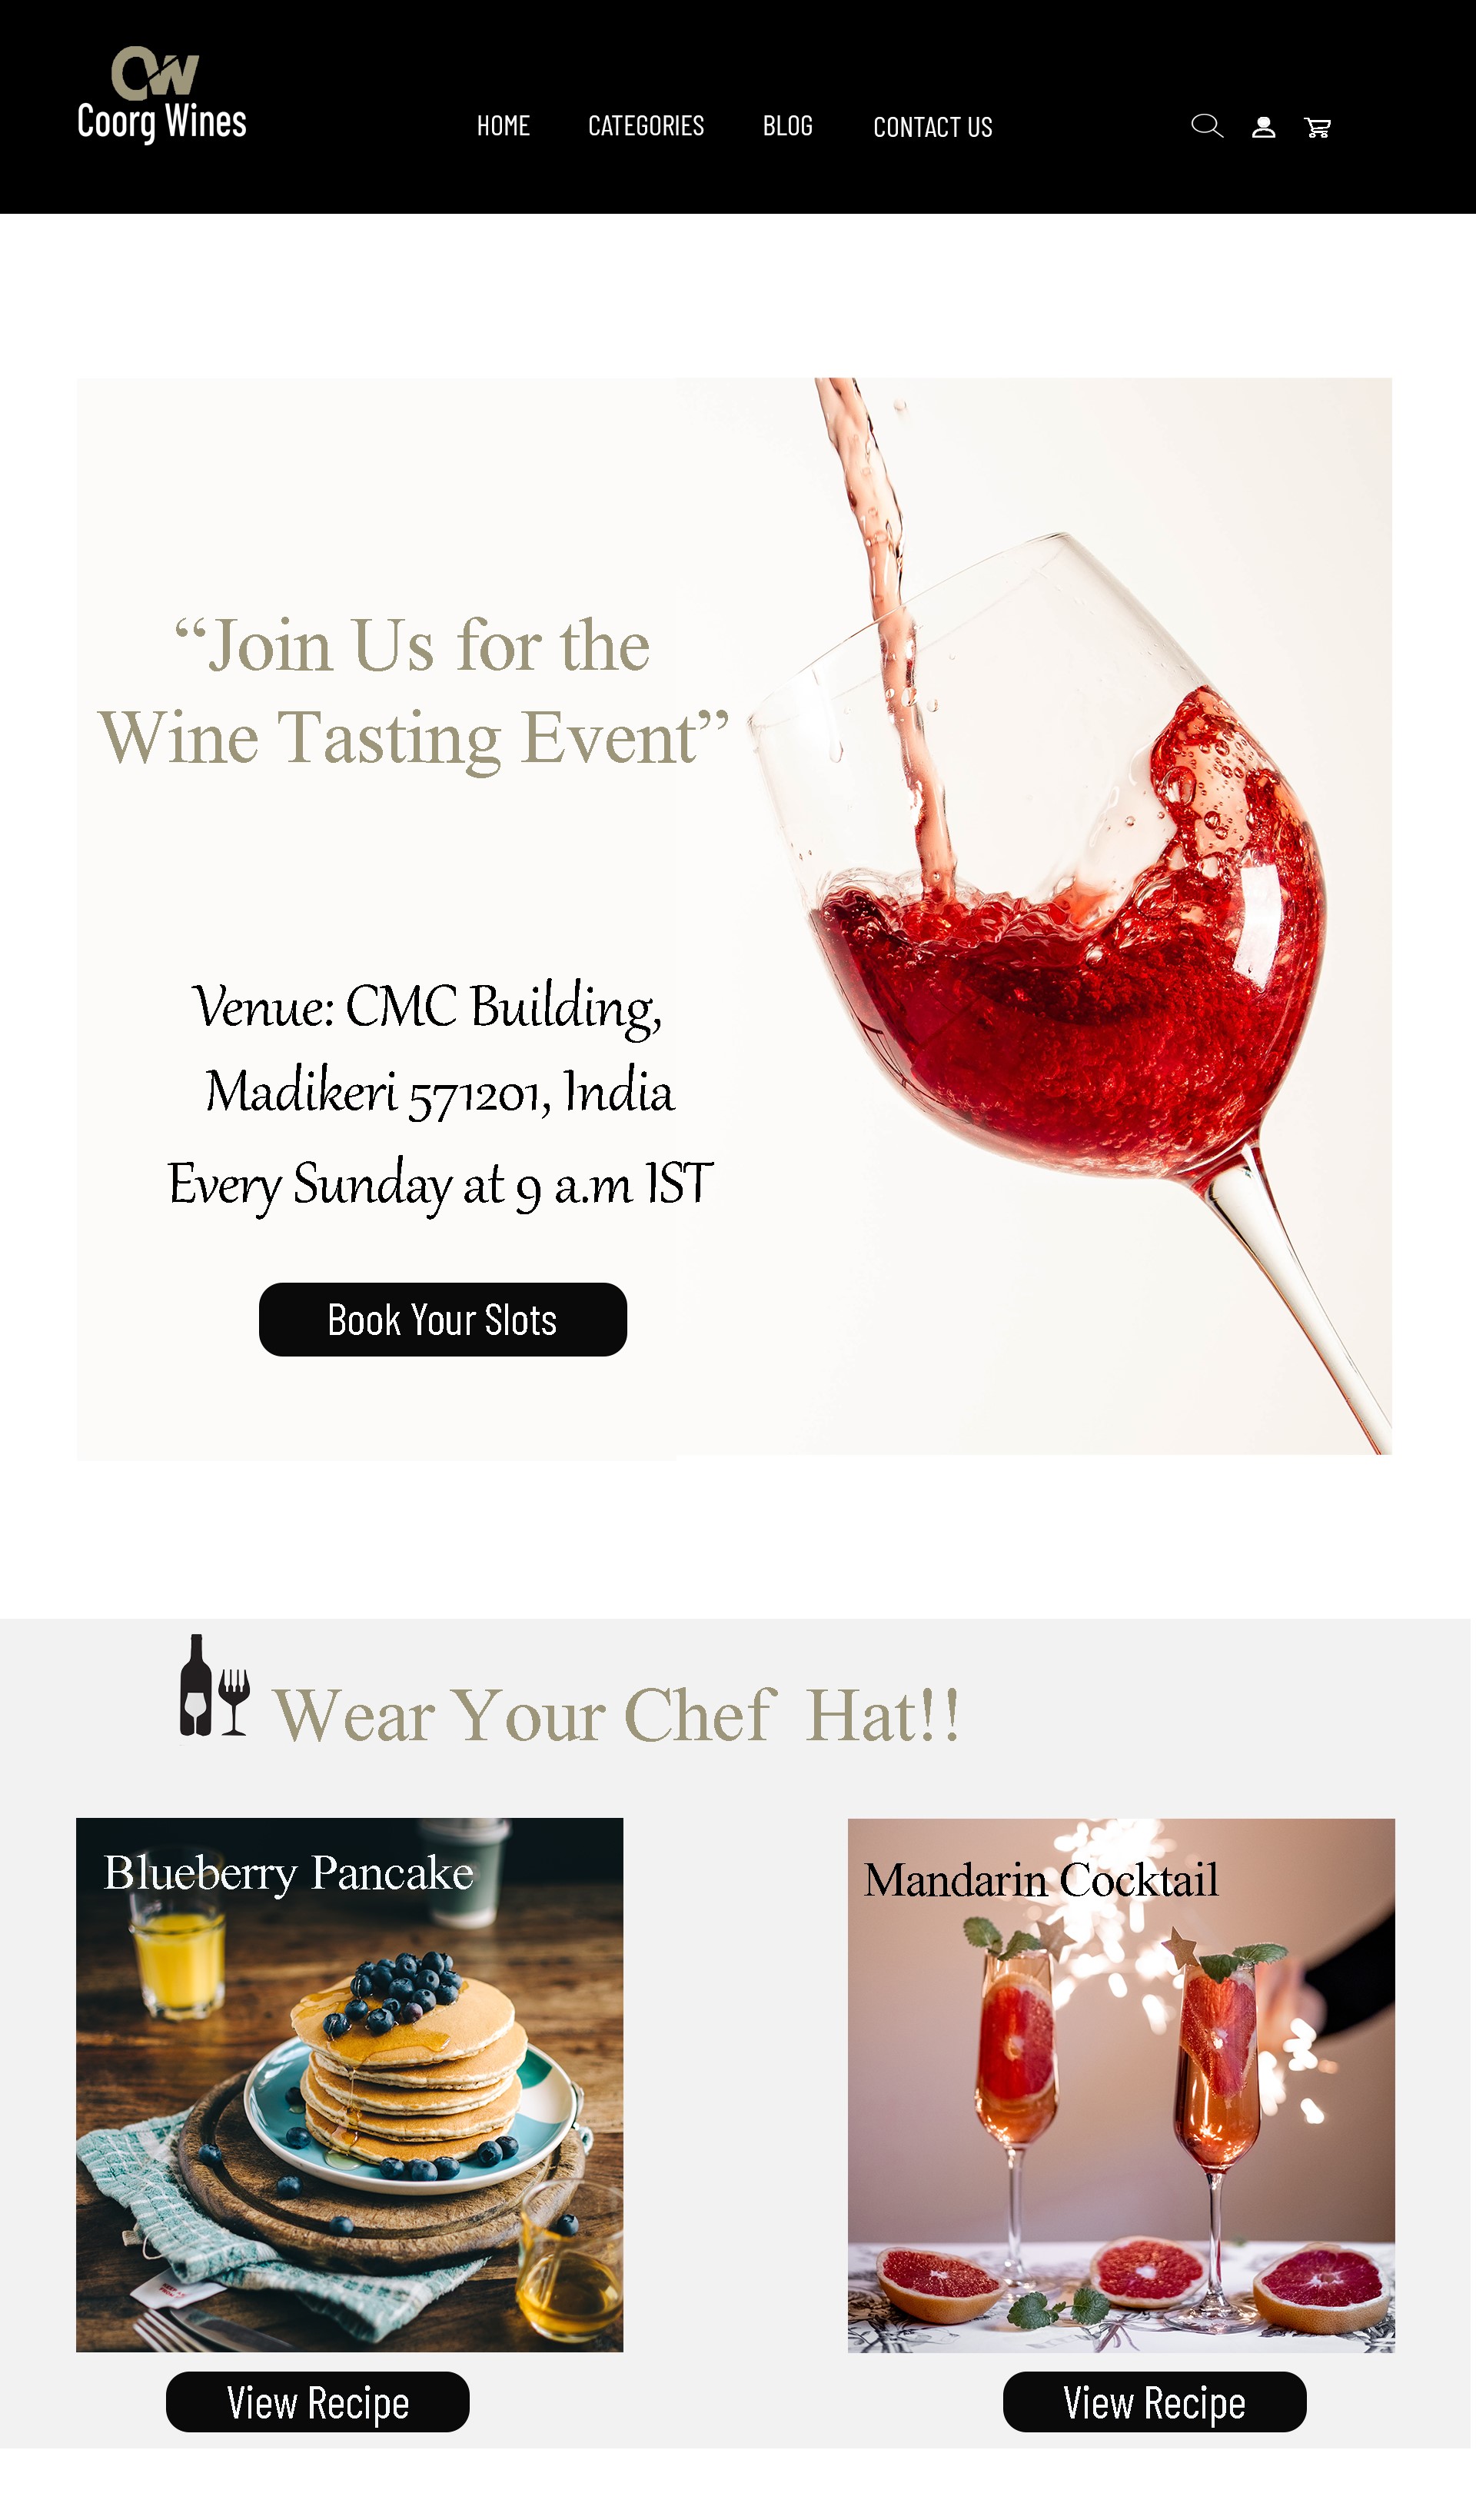 CW
Coorg Wines
HOME CATEGORIES BLOG CONTACT US
“Join Us for the
Wine Tasting Event”
Venue: CMC Building,
Madikeri 571201, India
Every Sunday at 9 a.m IST
Book Your Slots
Wear Your Chef Hat!!
Blueberry Pancake
Mandarin Cocktail
View Recipe
View Recipe